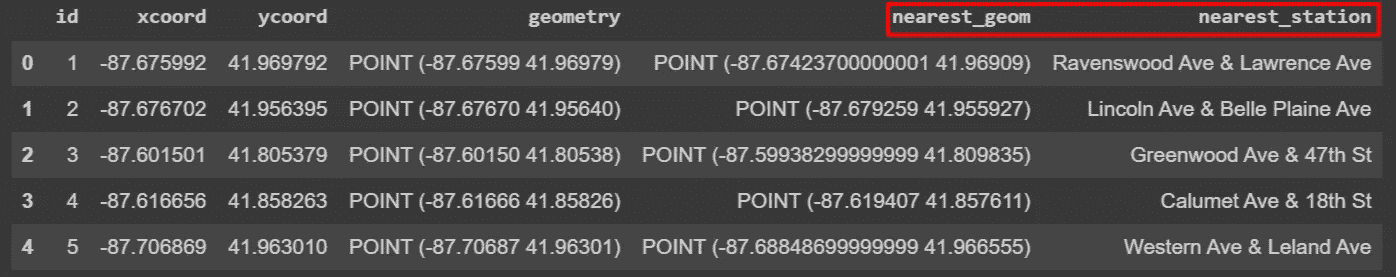 id xcoord ycoord geometry nearest_geom nearest_station
0 1 -87.675992 41.969792 POINT (-87.67599 41.96979) POINT (-87.67423700000001 41.96909) Ravenswood Ave & Lawrence Ave
1 2 -87.676702 41.956395 POINT (-87.67670 41.95640) POINT (-87.679259 41.955927) Lincoln Ave & Belle Plaine Ave
2 3 -87.601501 41.805379 POINT (-87.60150 41.80538) POINT (-87.59938299999999 41.809835) Greenwood Ave & 47th St
3 4 -87.616656 41.858263 POINT (-87.61666 41.85826) POINT (-87.619407 41.857611) Calumet Ave & 18th St
4 5 -87.706869 41.963010 POINT (-87.70687 41.96301) POINT (-87.68848699999999 41.966555) Western Ave & Leland Ave